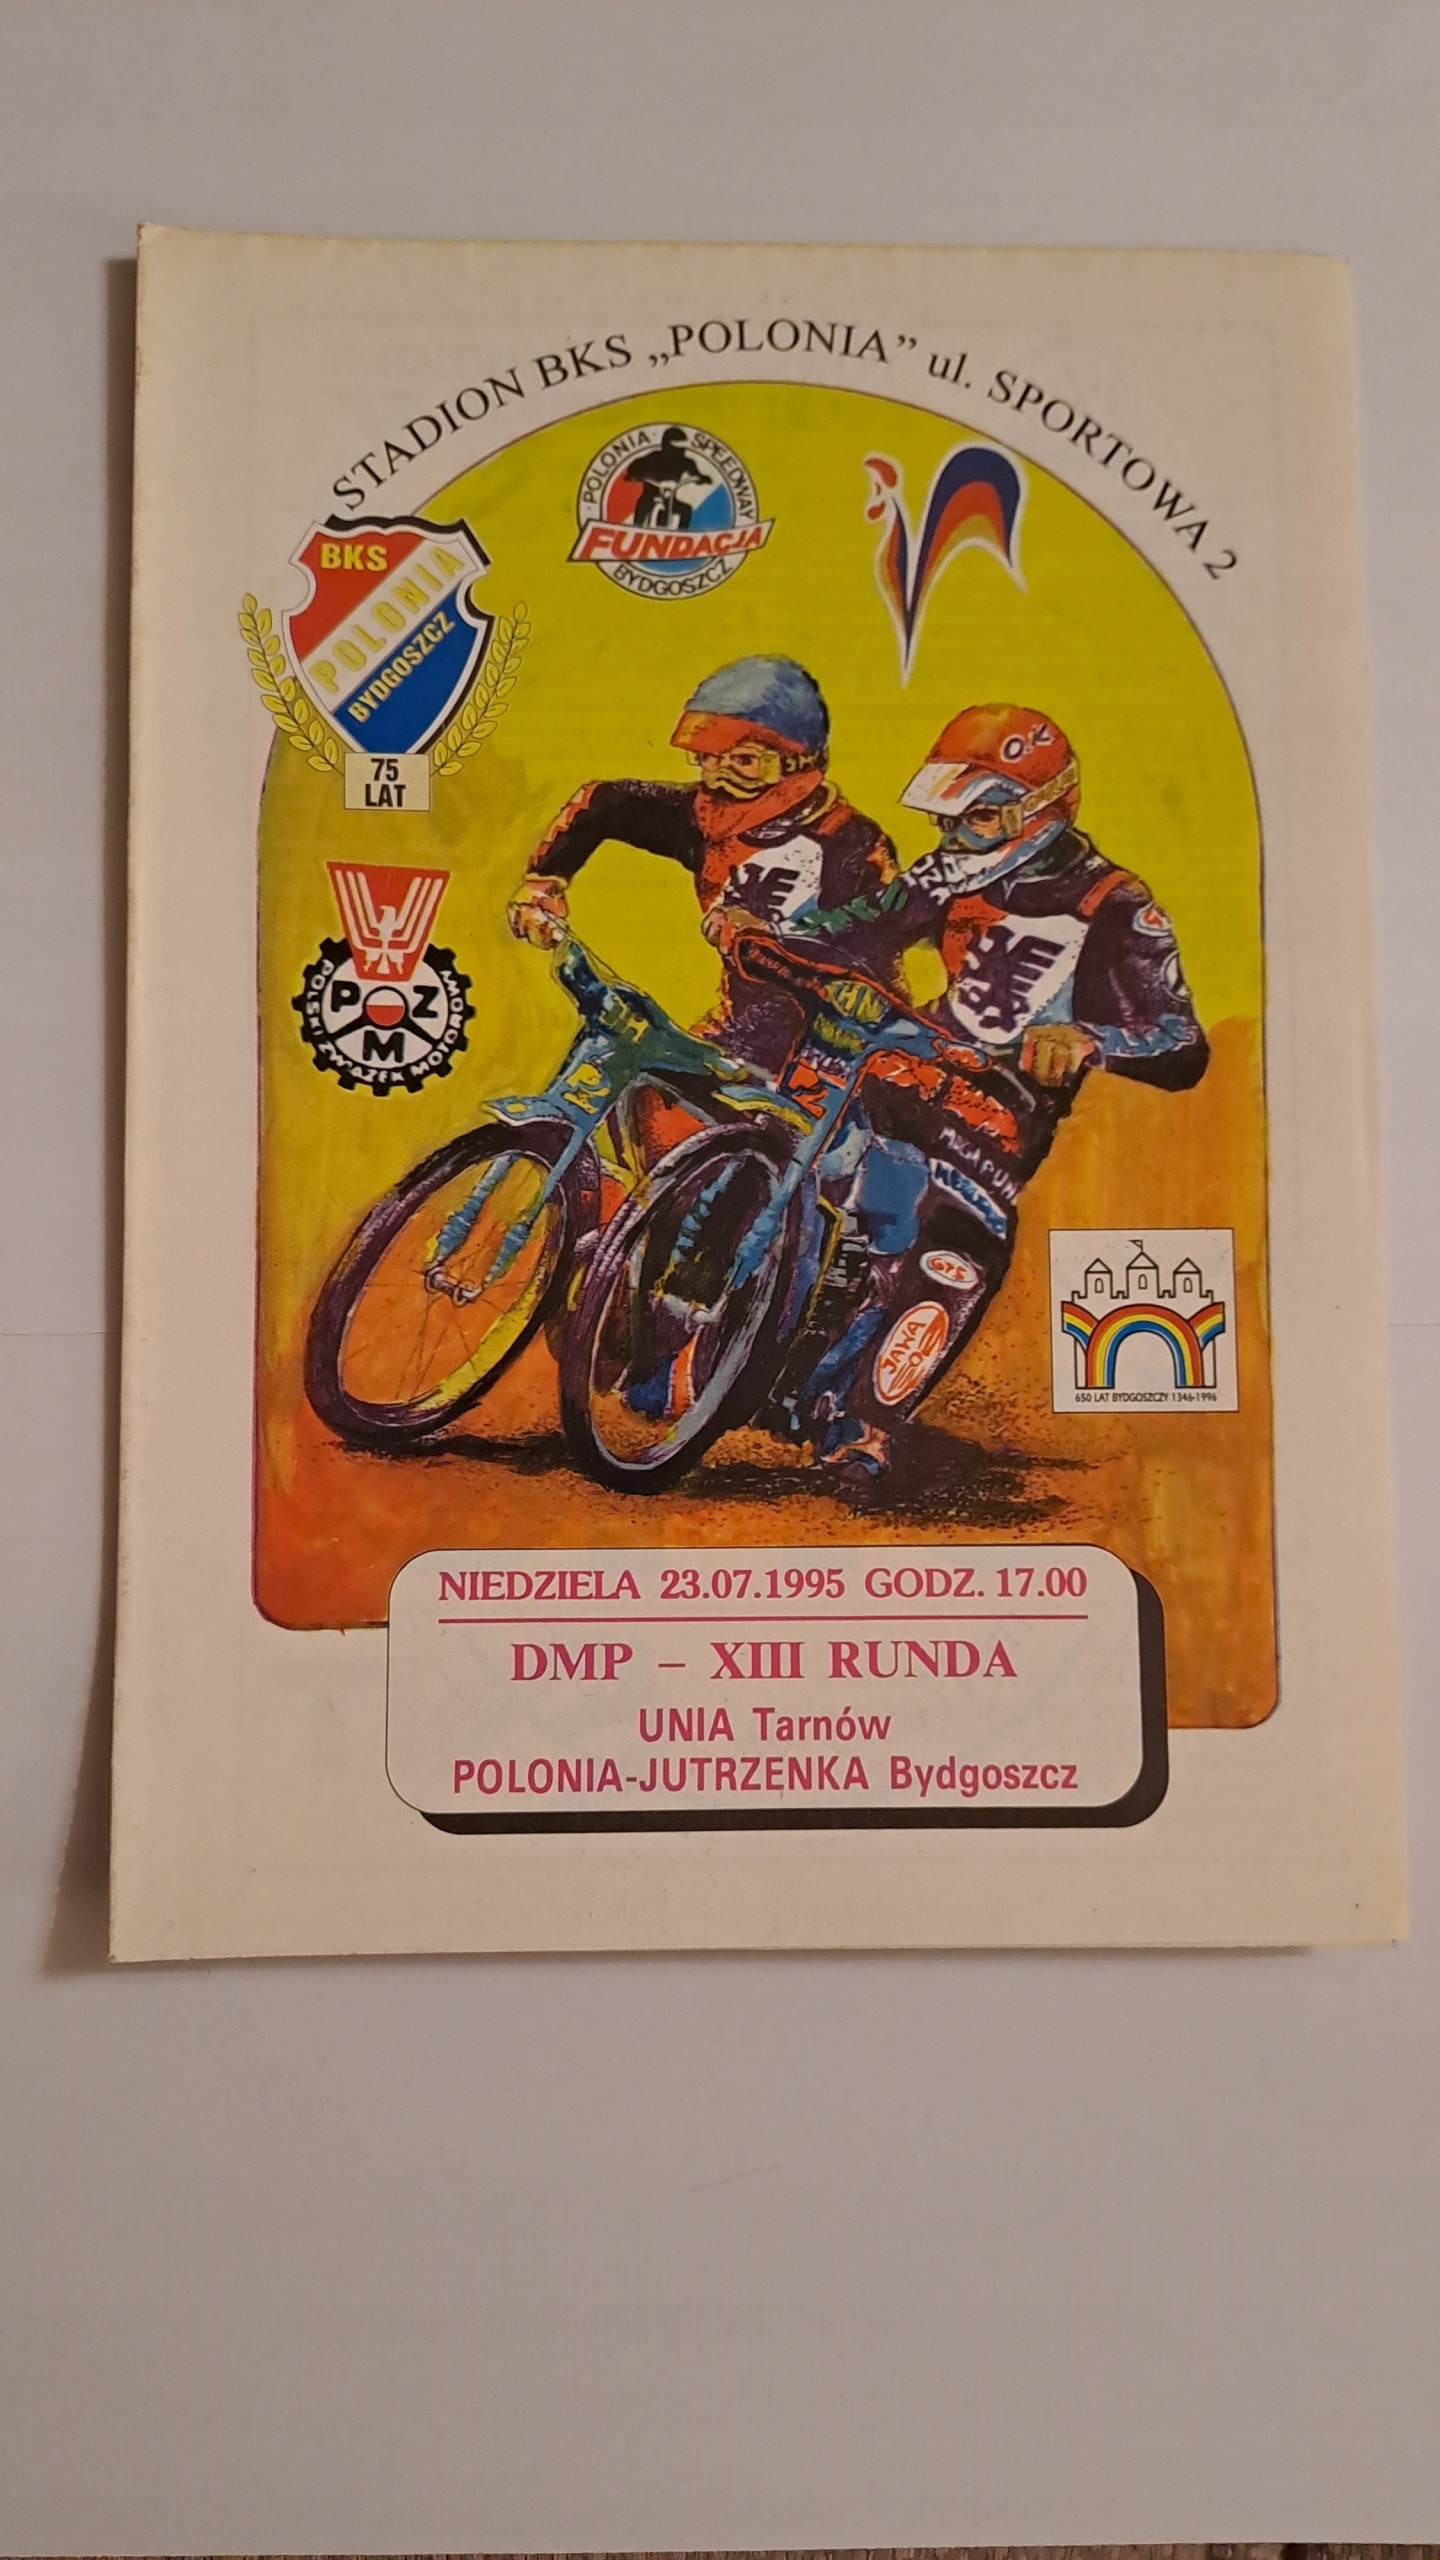 STADION BKS „POLONIA” ul. SPORTOWA 2
POLONIA SPEEDWAY
FUNDACJA
BYDGOSZCZ
BKS
POLONIA
BYDGOSZCZ
75
LAT
O.K.
PZM
POLSKI ZWIĄZEK MOTOROWY
JAWA
650 LAT BYDGOSZCZY 1346-1996
NIEDZIELA 23.07.1995 GODZ. 17.00
DMP – XIII RUNDA
UNIA Tarnów
POLONIA-JUTRZENKA Bydgoszcz